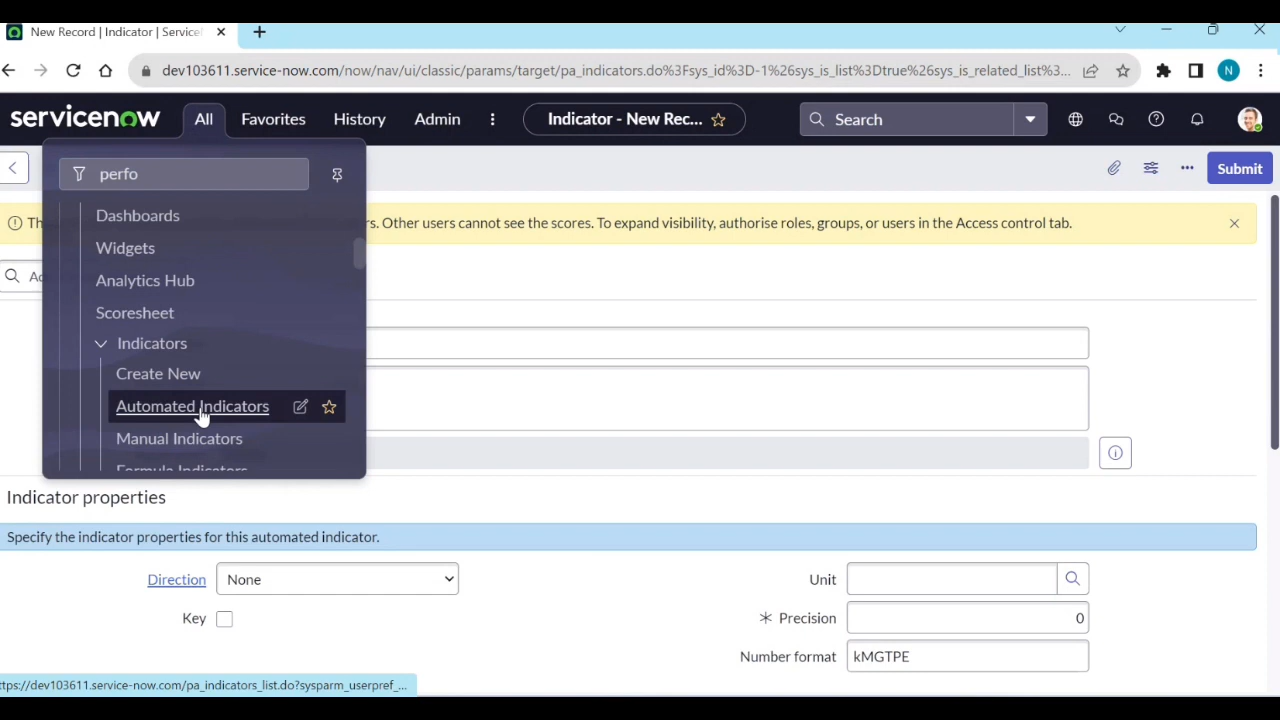 New Record | Indicator | Service
dev103611.service-now.com/now/nav/ui/classic/params/target/pa_indicators.do%3Fsys_id%3D-1%26sys_is_list%3Dtrue%26sys_is_related_list%3...
N
servicenow
All
Favorites
History
Admin
Indicator - New Rec...
Search
perfo
Submit
Dashboards
Widgets
Analytics Hub
Scoresheet
Indicators
Create New
Automated Indicators
Manual Indicators
Formula Indicators
Other users cannot see the scores. To expand visibility, authorise roles, groups, or users in the Access control tab.
Indicator properties
Specify the indicator properties for this automated indicator.
Direction None
Unit
Key
* Precision 0
Number format kMGTPE
ttps://dev103611.service-now.com/pa_indicators_list.do?sysparm_userpref_...